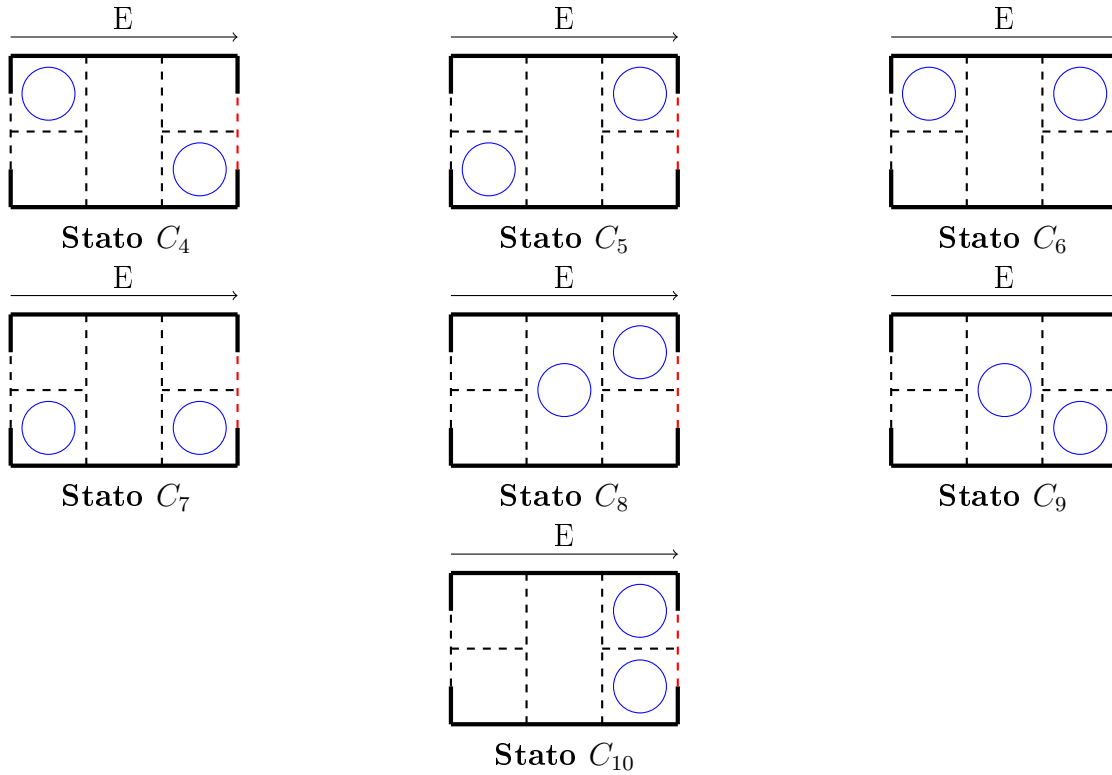 E E E
Stato C₄ Stato C₅ Stato C₆
E E E
Stato C₇ Stato C₈ Stato C₉
E
Stato C₁₀